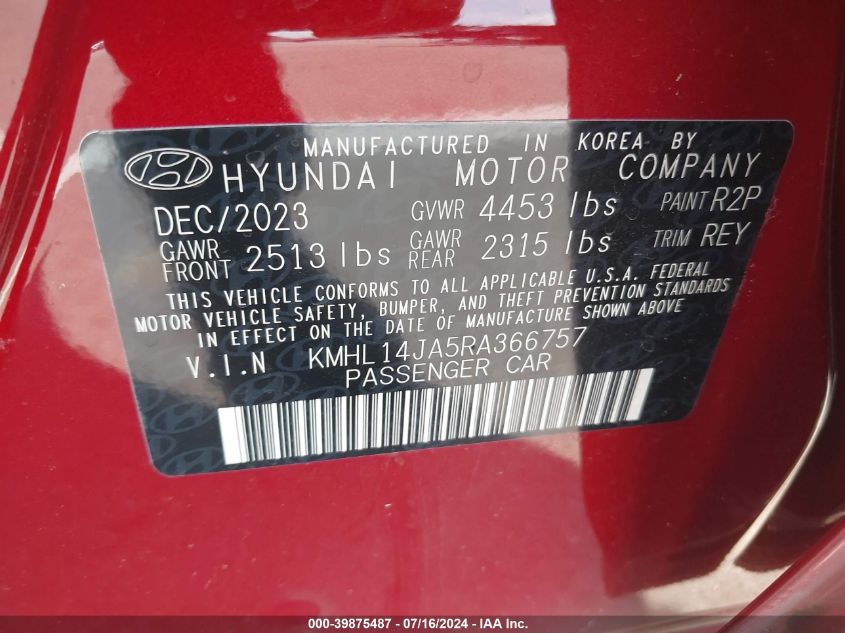 MANUFACTURED IN KOREA BY
HYUNDAI MOTOR COMPANY
DEC/2023 GVWR 4453 lbs PAINT R2P
GAWR FRONT 2513 lbs GAWR REAR 2315 lbs TRIM REY
THIS VEHICLE CONFORMS TO ALL APPLICABLE U.S.A. FEDERAL
MOTOR VEHICLE SAFETY, BUMPER, AND THEFT PREVENTION STANDARDS
IN EFFECT ON THE DATE OF MANUFACTURE SHOWN ABOVE
V.I.N KMHL14JA5RA366757
PASSENGER CAR
000-39875487 - 07/16/2024 - IAA Inc.